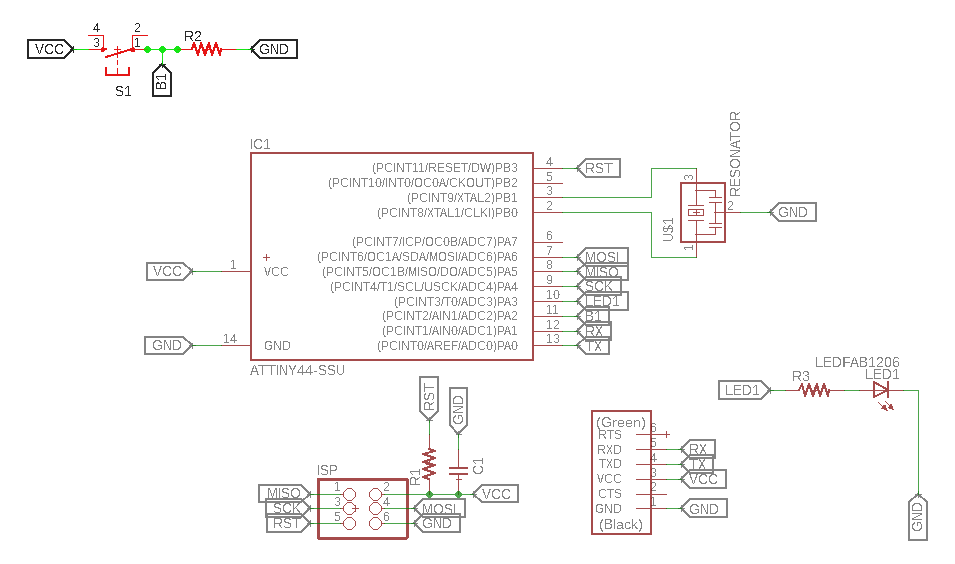 4 2
VCC 3 1 R2 GND
S1 B1
IC1
RESONATOR
(PCINT11/RESET/DW)PB3 4 RST
(PCINT10/INT0/OC0A/CKOUT)PB2 5
(PCINT9/XTAL2)PB1 3
(PCINT8/XTAL1/CLKI)PB0 2
3
U$1 2 GND
1
(PCINT7/ICP/OC0B/ADC7)PA7 6
(PCINT6/OC1A/SDA/MOSI/ADC6)PA6 7 MOSI
VCC 1 VCC (PCINT5/OC1B/MISO/DO/ADC5)PA5 8 MISO
(PCINT4/T1/SCL/USCK/ADC4)PA4 9 SCK
(PCINT3/T0/ADC3)PA3 10 LED1
(PCINT2/AIN1/ADC2)PA2 11 B1
(PCINT1/AIN0/ADC1)PA1 12 RX
GND 14 GND (PCINT0/AREF/ADC0)PA0 13 TX
ATTINY44-SSU
LEDFAB1206
LED1 R3 LED1
GND
RST GND
R1 C1
ISP
MISO 1 2 VCC
SCK 3 4 MOSI
RST 5 6 GND
(Green)
RTS 6
RXD 5 RX
TXD 4 TX
VCC 3 VCC
CTS 2
GND 1 GND
(Black)